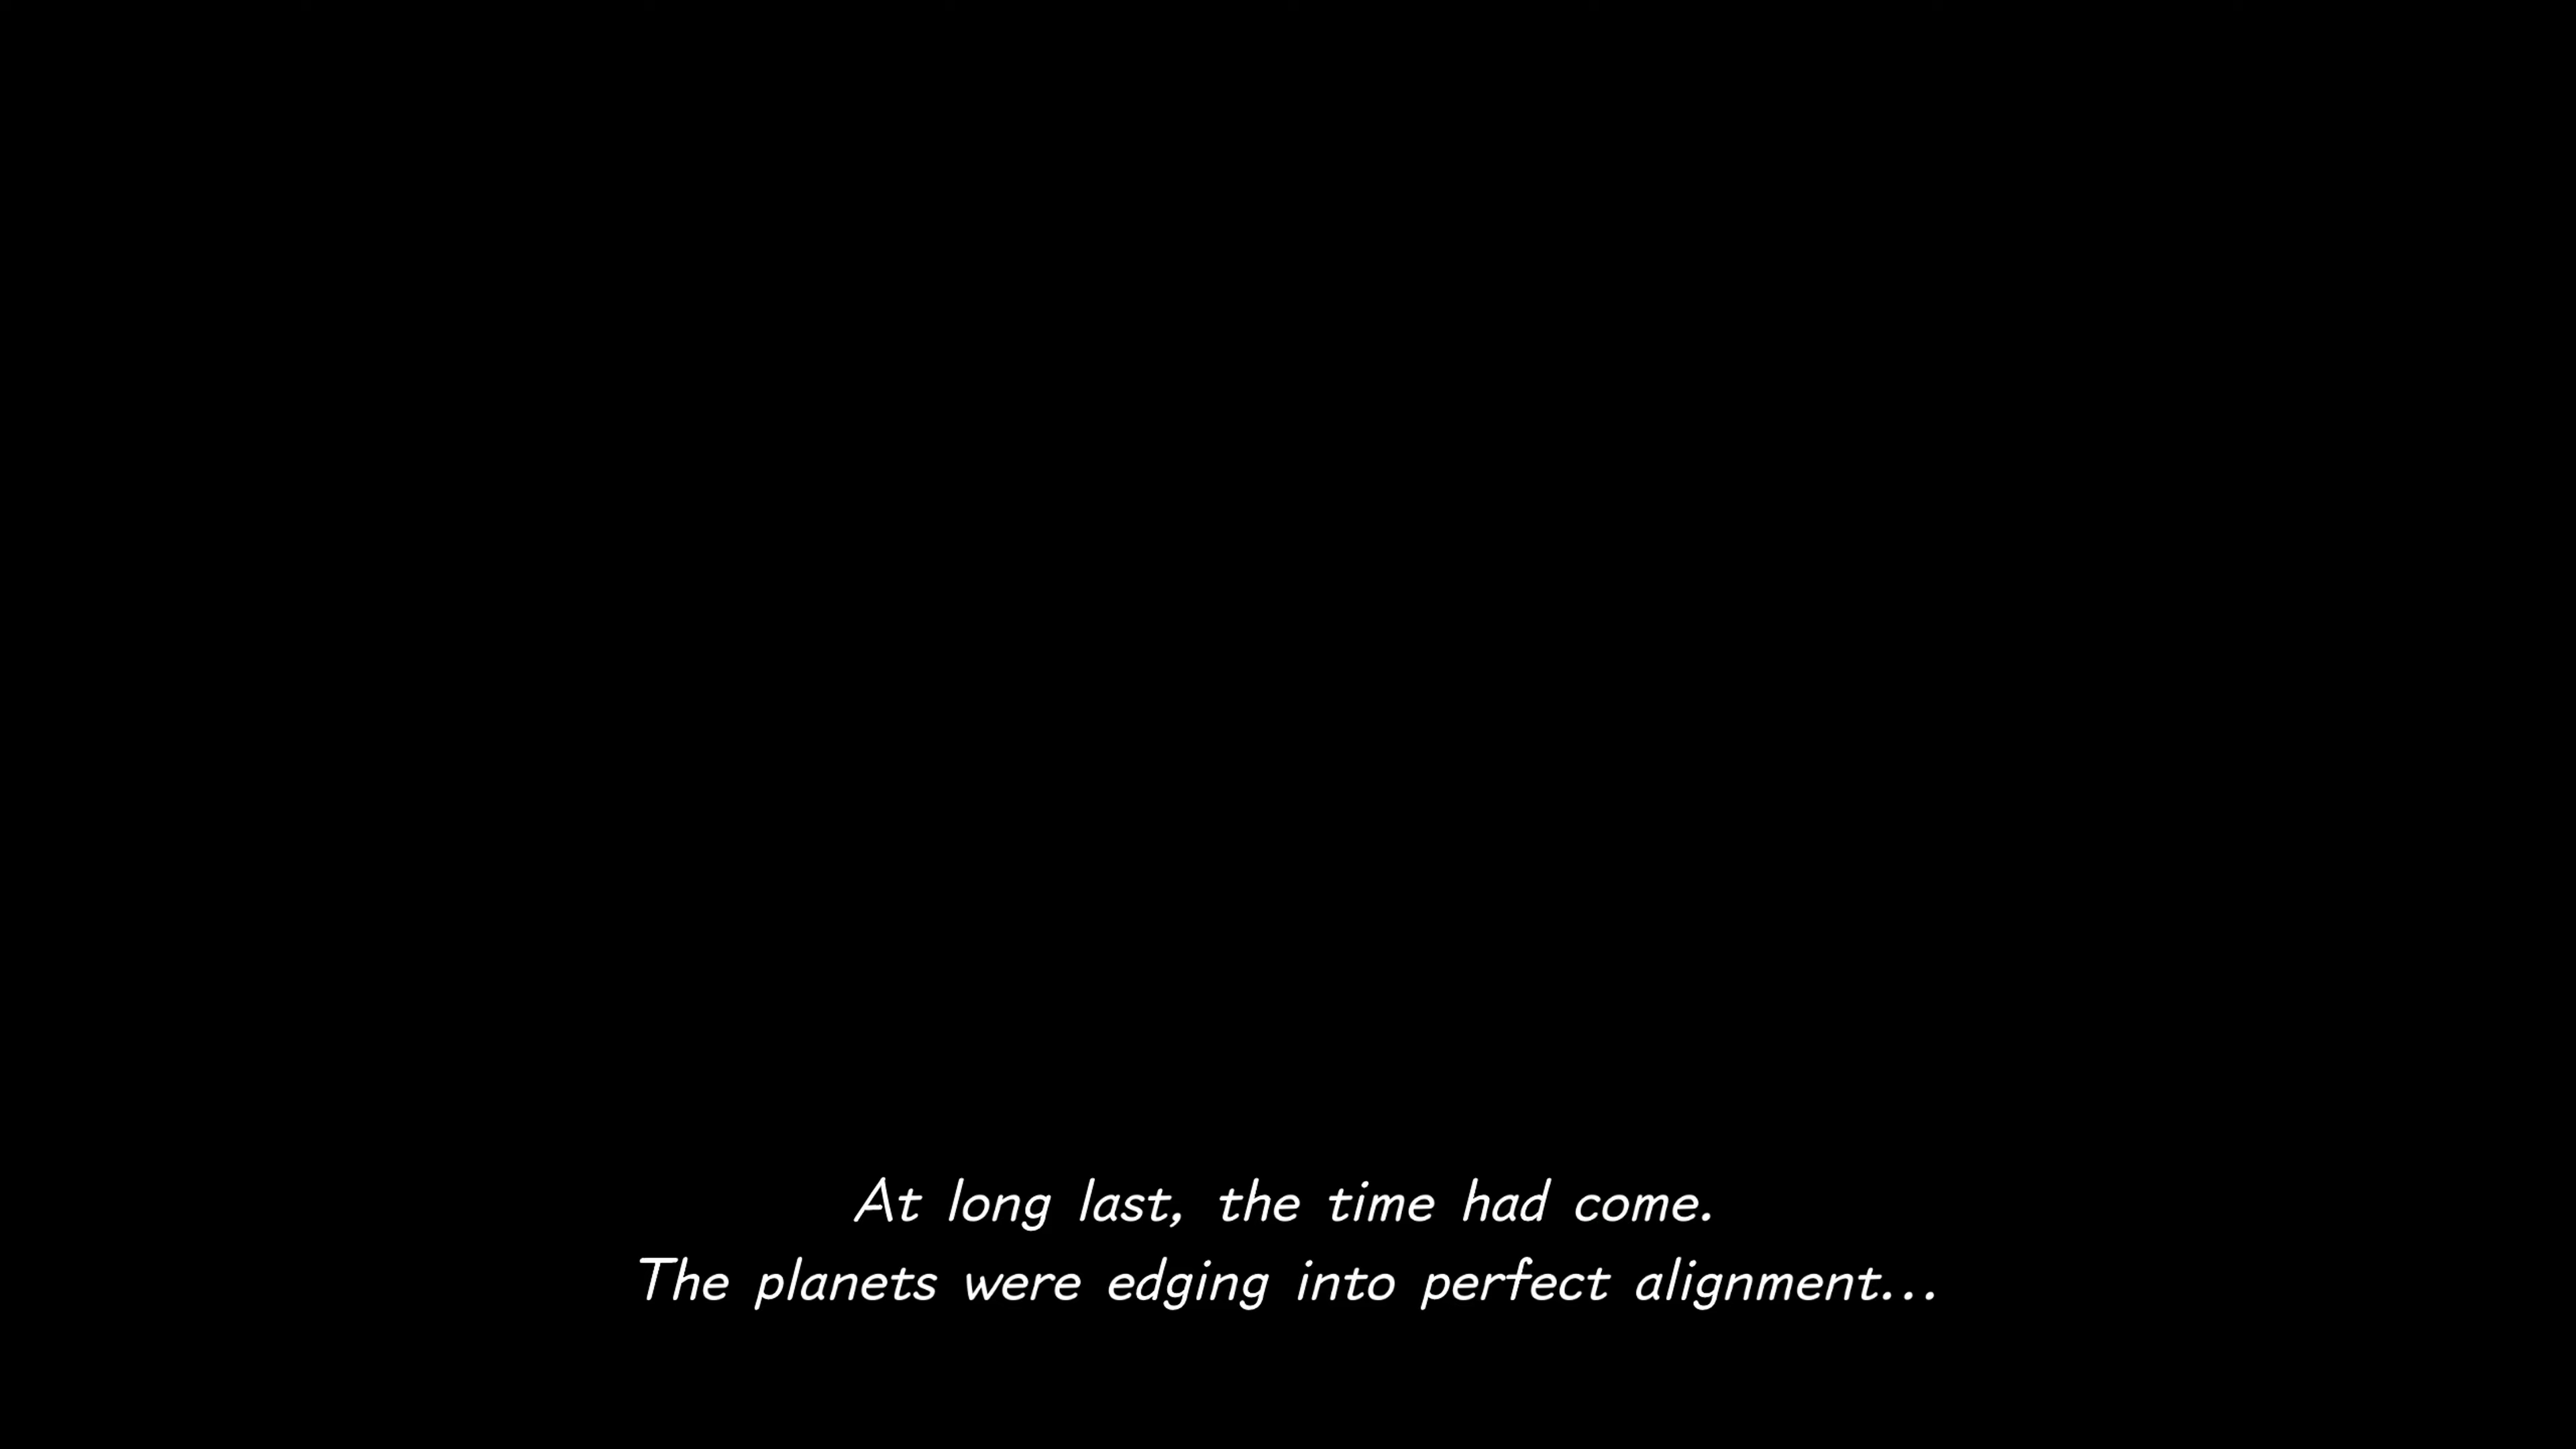 At long last, the time had come.
The planets were edging into perfect alignment...